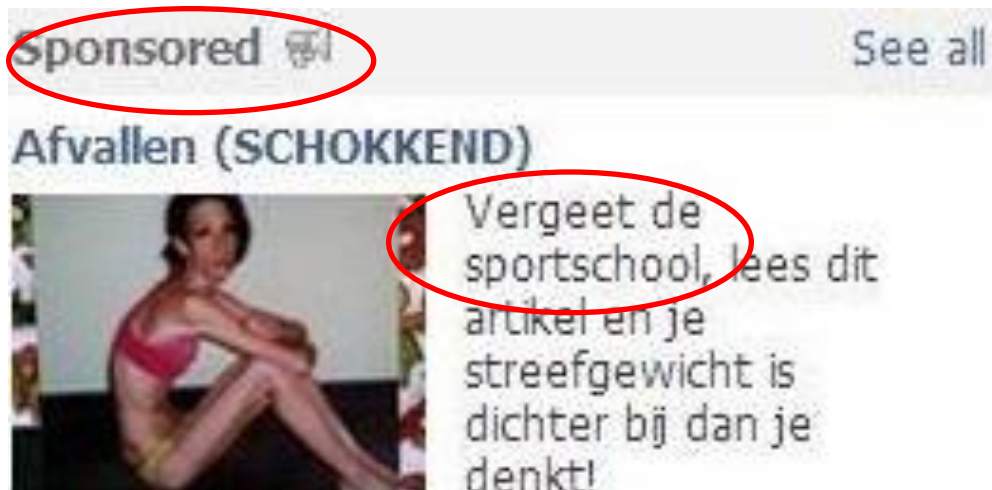 Sponsored See all
Afvallen (SCHOKKEND)
Vergeet de
sportschool, lees dit
artikel en je
streefgewicht is
dichter bij dan je
denkt!